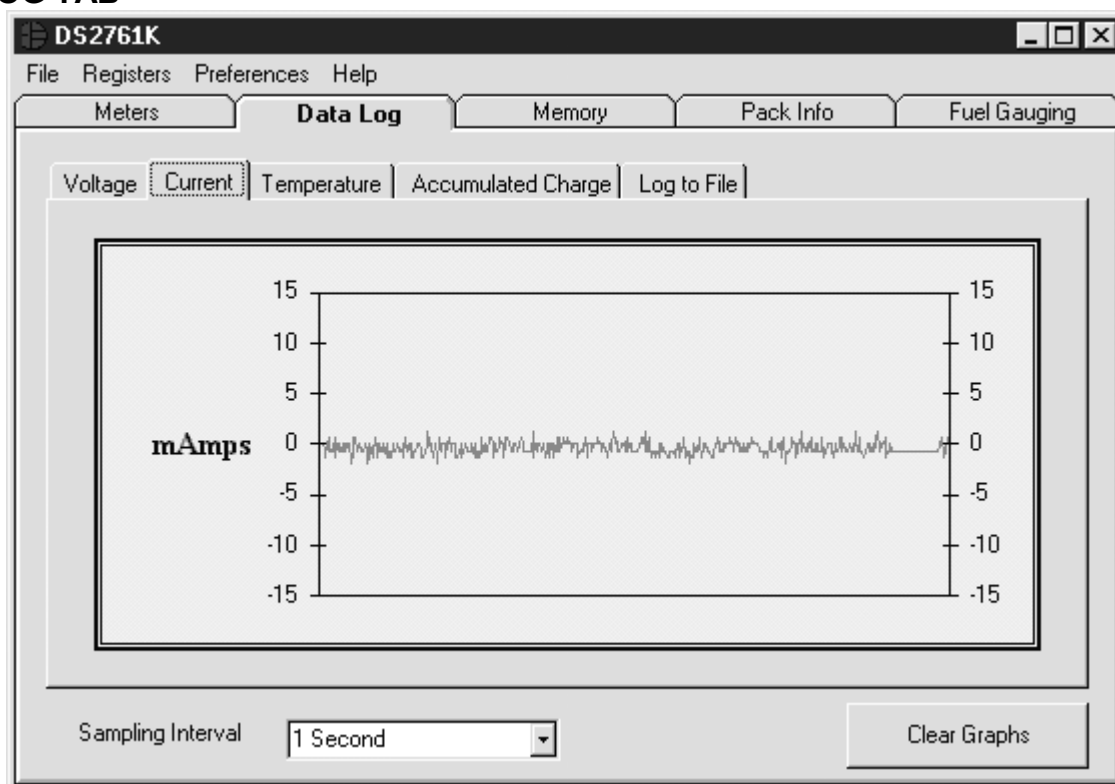 DS2761K
File Registers Preferences Help
Meters Data Log Memory Pack Info Fuel Gauging
Voltage Current Temperature Accumulated Charge Log to File
15 15
10 10
5 5
mAmps 0 0
-5 -5
-10 -10
-15 -15
Sampling Interval 1 Second Clear Graphs